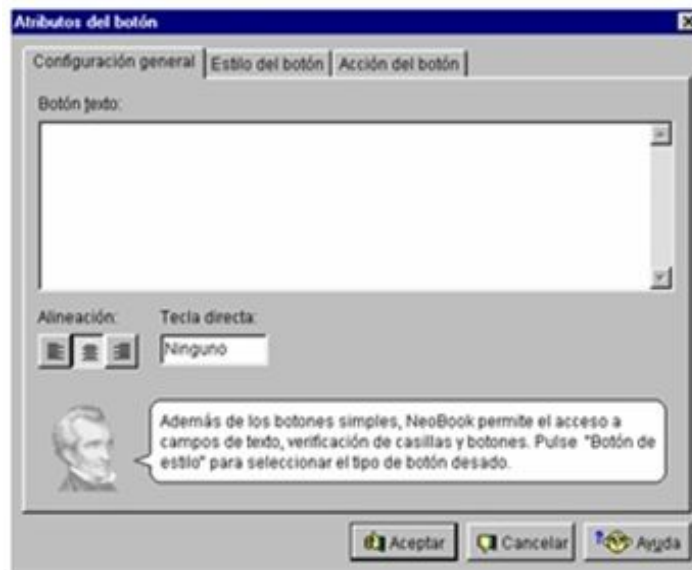 Atributos del botón
Configuración general Estilo del botón Acción del botón
Botón texto:
Alineación: Tecla directa:
Ninguno
Además de los botones simples, NeoBook permite el acceso a
campos de texto, verificación de casillas y botones. Pulse "Botón de
estilo" para seleccionar el tipo de botón desado.
Aceptar Cancelar Ayuda